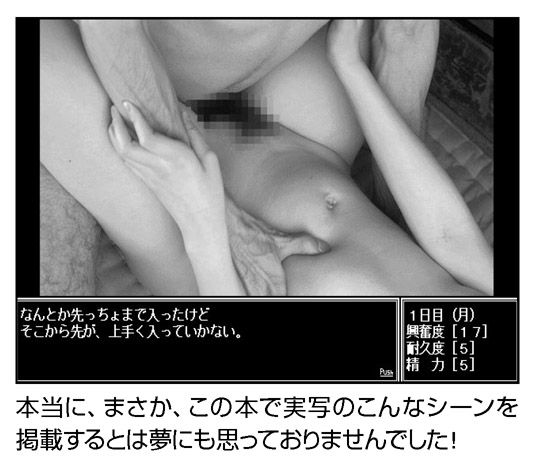 なんとか先っちょまで入ったけど
そこから先が、上手く入っていかない。
Push
1日目（月）
興奮度［１７］
耐久度［５］
精　力［５］
本当に、まさか、この本で実写のこんなシーンを
掲載するとは夢にも思っておりませんでした!